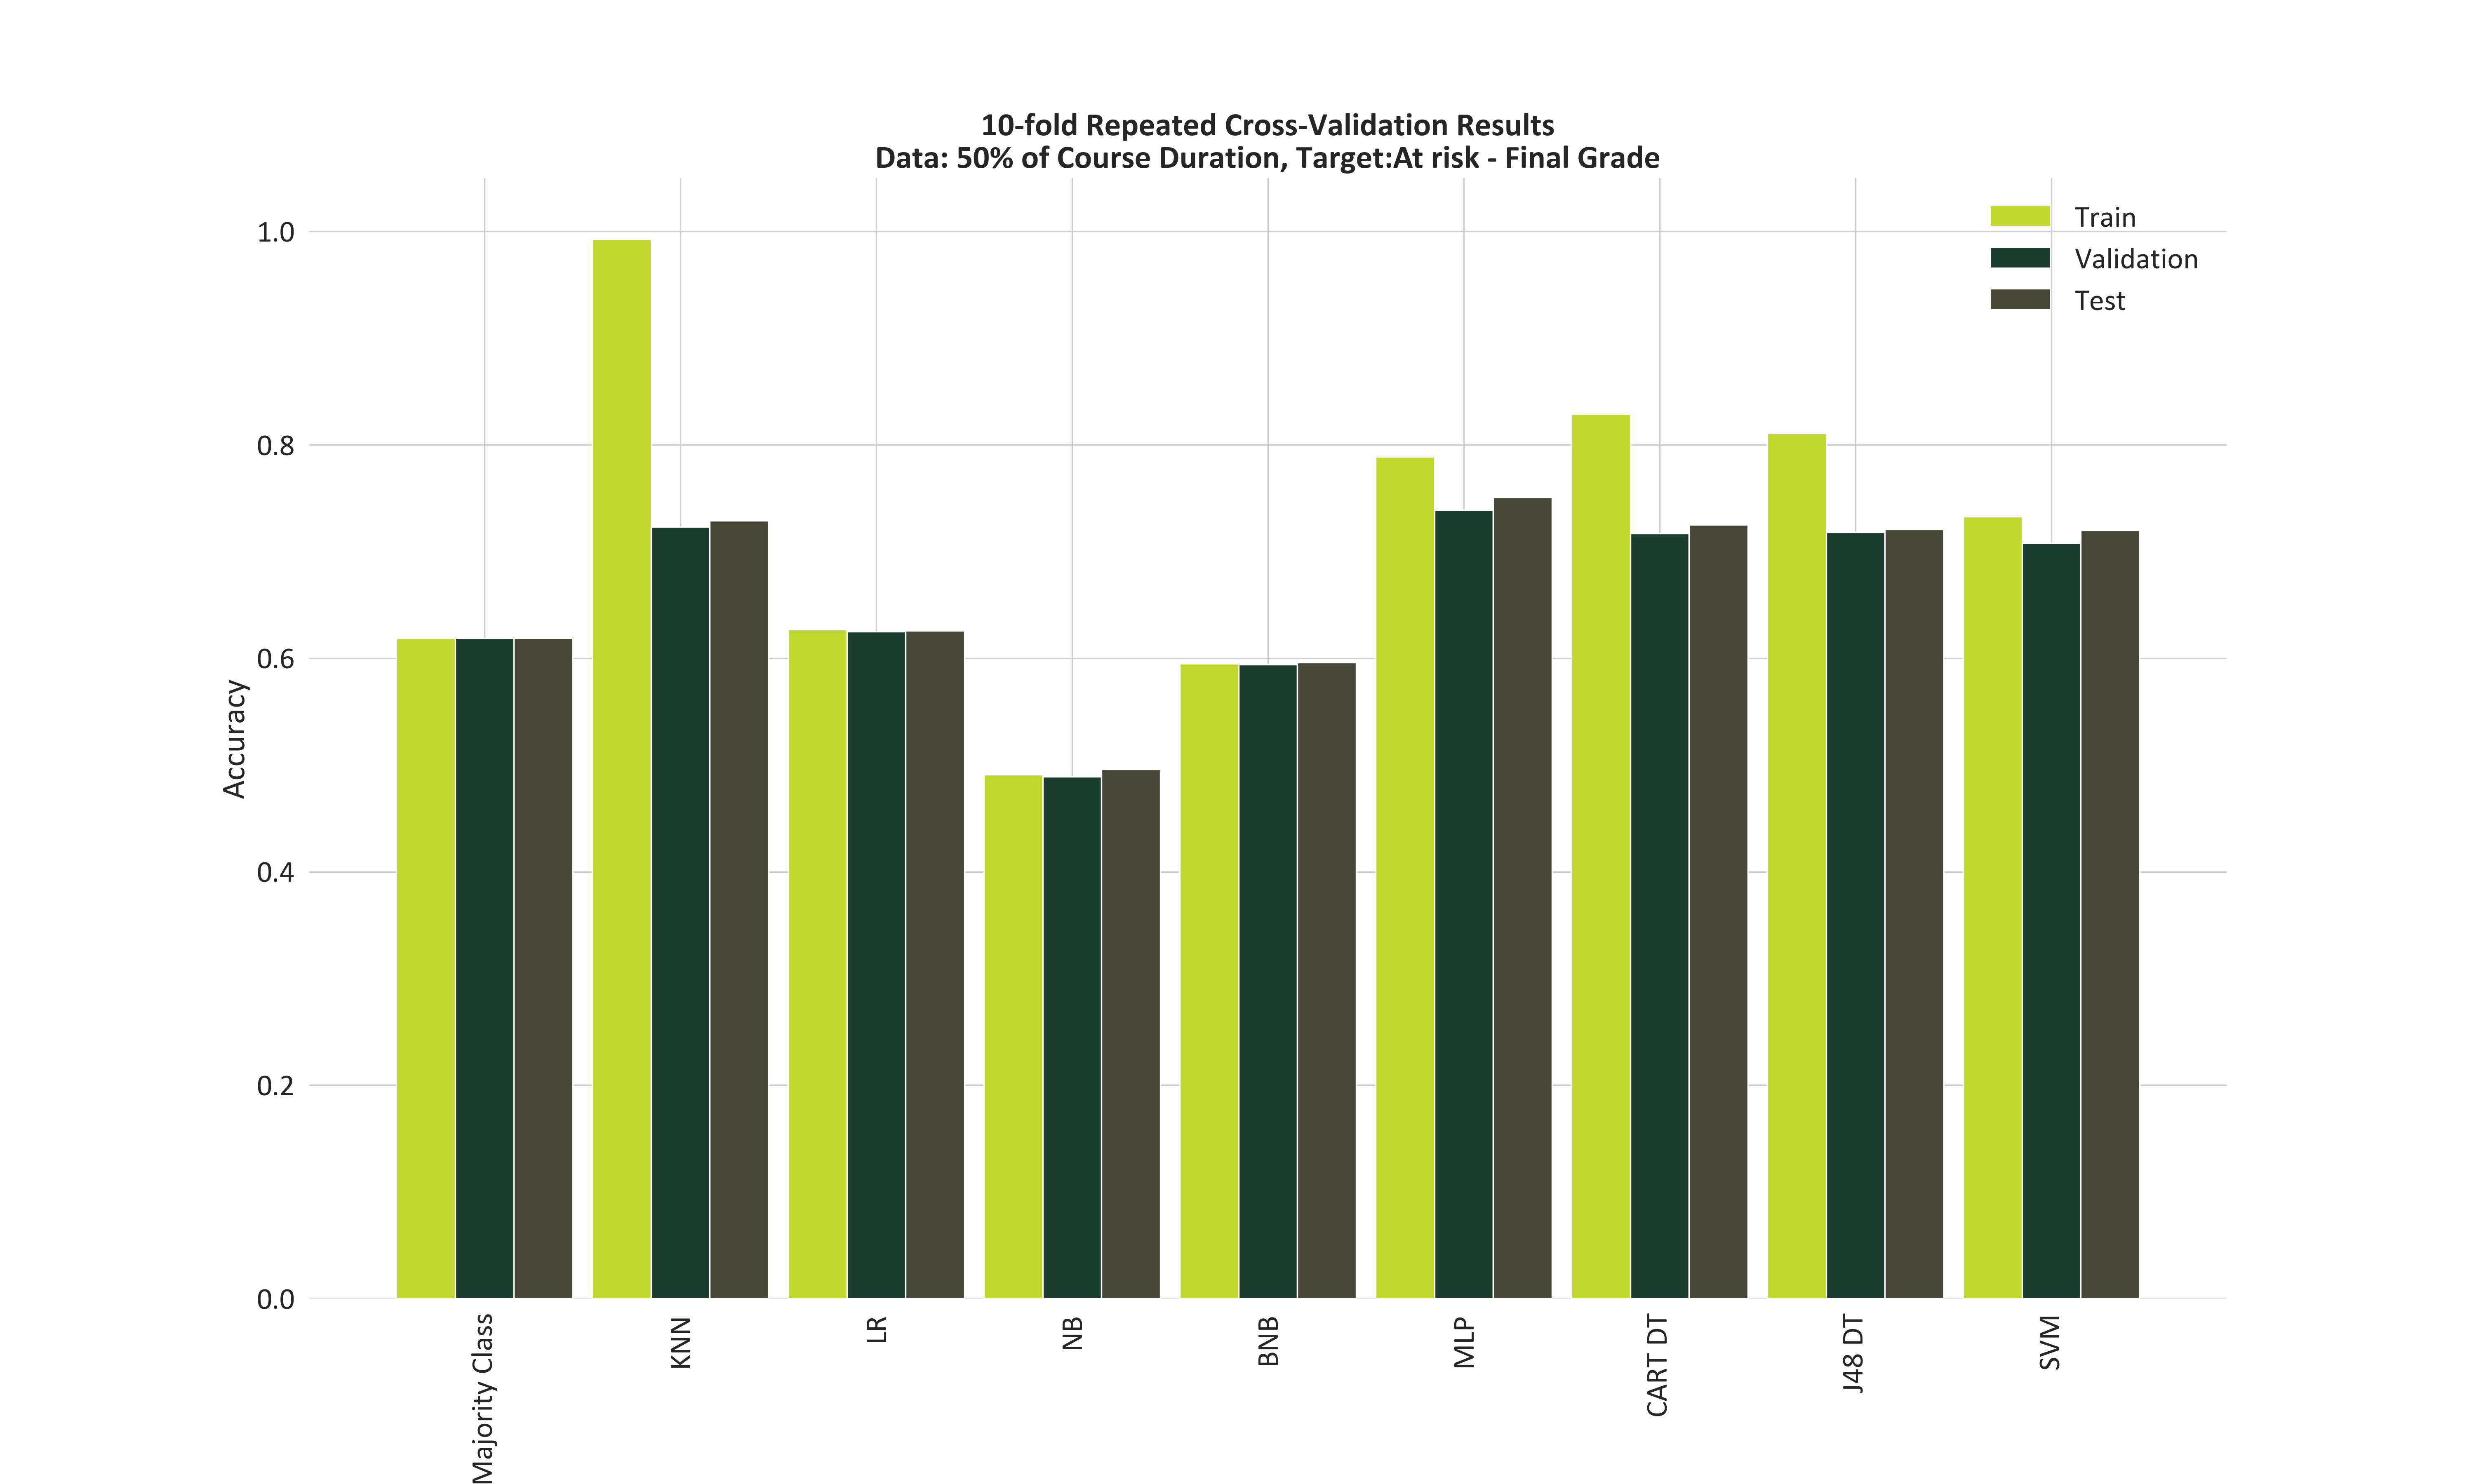 10-fold Repeated Cross-Validation Results
Data: 50% of Course Duration, Target:At risk - Final Grade
Train
Validation
Test
Accuracy
1.0
0.8
0.6
0.4
0.2
0.0
Majority Class
KNN
LR
NB
BNB
MLP
CART DT
J48 DT
SVM